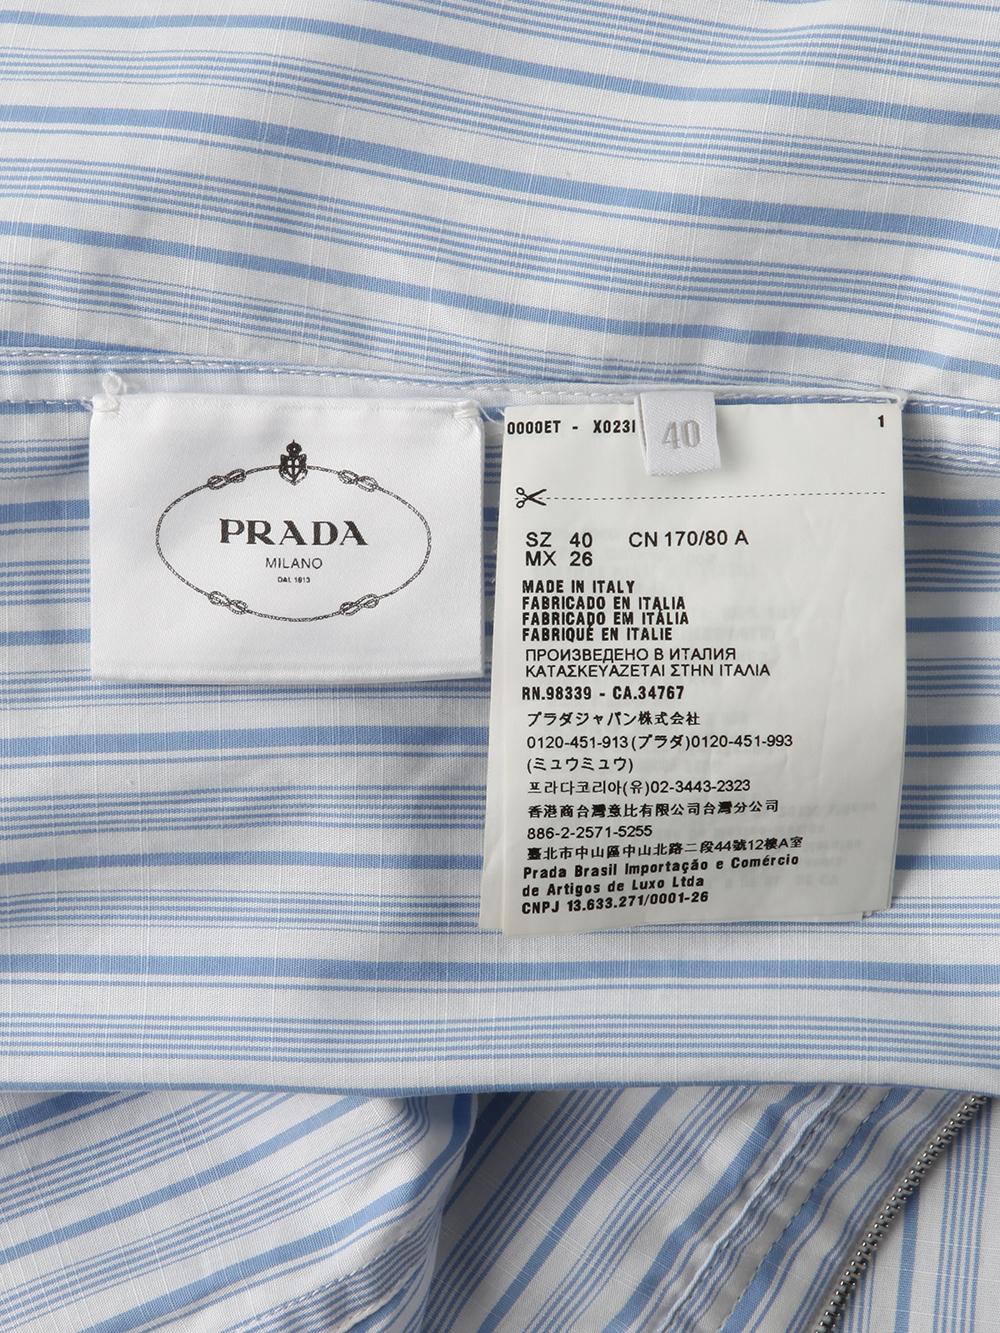 PRADA
MILANO
DAL 1913
0000ET - X023
40
1
SZ 40 CN 170/80 A
MX 26
MADE IN ITALY
FABRICADO EN ITALIA
FABRICADO EM ITÁLIA
FABRIQUÉ EN ITALIE
ПРОИЗВЕДЕНО В ИТАЛИЯ
ΚΑΤΑΣΚΕΥΑΖΕΤΑΙ ΣΤΗΝ ΙΤΑΛΙΑ
RN.98339 - CA.34767
プラダジャパン株式会社
0120-451-913(プラダ)0120-451-993
(ミュウミュウ)
프라다코리아(유)02-3443-2323
香港商台灣意比有限公司台灣分公司
886-2-2571-5255
臺北市中山區中山北路二段44號12樓A室
Prada Brasil Importação e Comércio
de Artigos de Luxo Ltda
CNPJ 13.633.271/0001-26